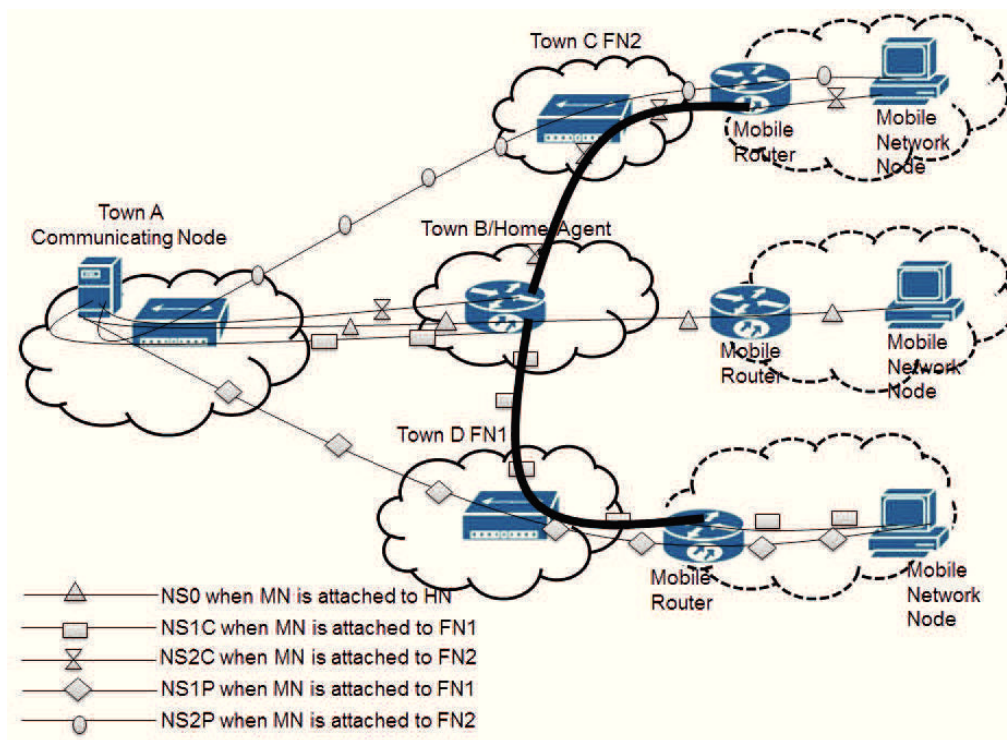 Town C FN2
Mobile
Router
Mobile
Network
Node
Town A
Communicating Node
Town B/Home Agent
Mobile
Router
Mobile
Network
Node
Town D FN1
Mobile
Router
Mobile
Network
Node
NS0 when MN is attached to HN
NS1C when MN is attached to FN1
NS2C when MN is attached to FN2
NS1P when MN is attached to FN1
NS2P when MN is attached to FN2